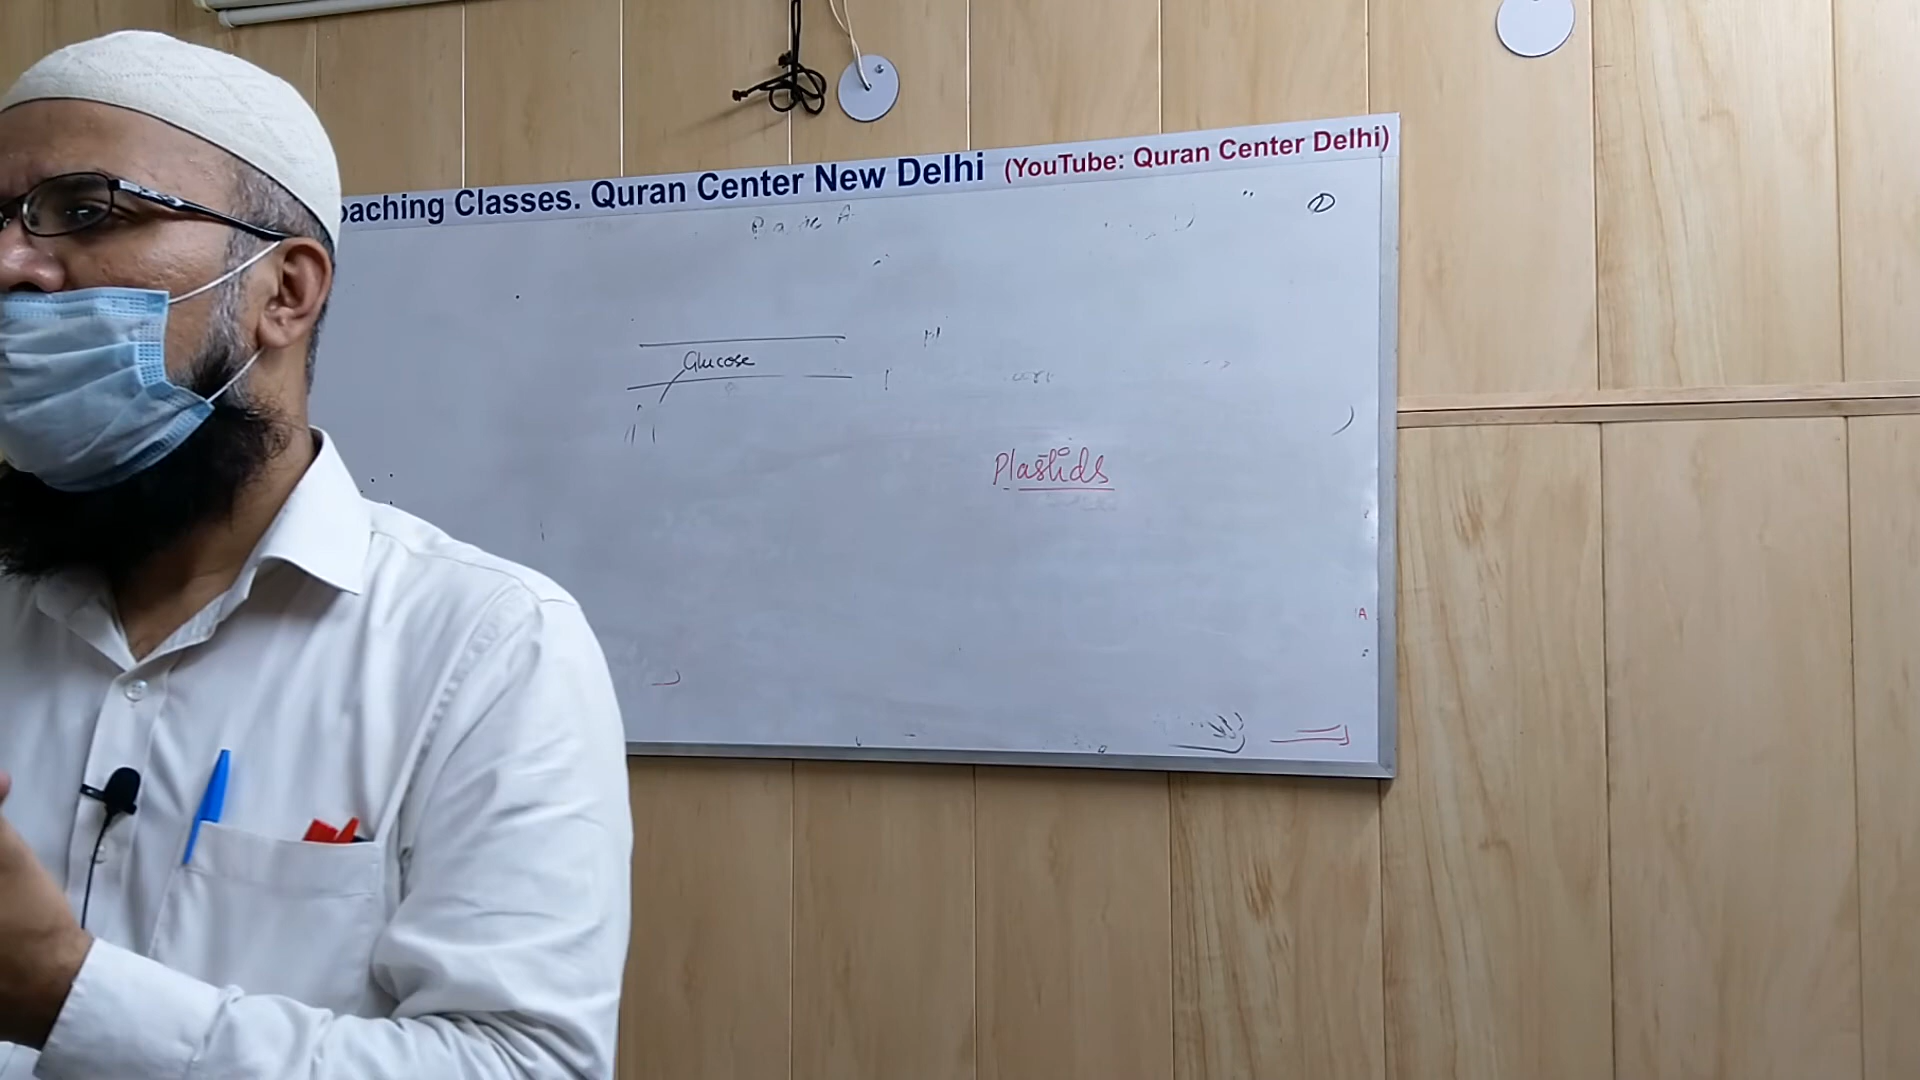 oaching Classes. Quran Center New Delhi (YouTube: Quran Center Delhi)
Glucose
Plastids